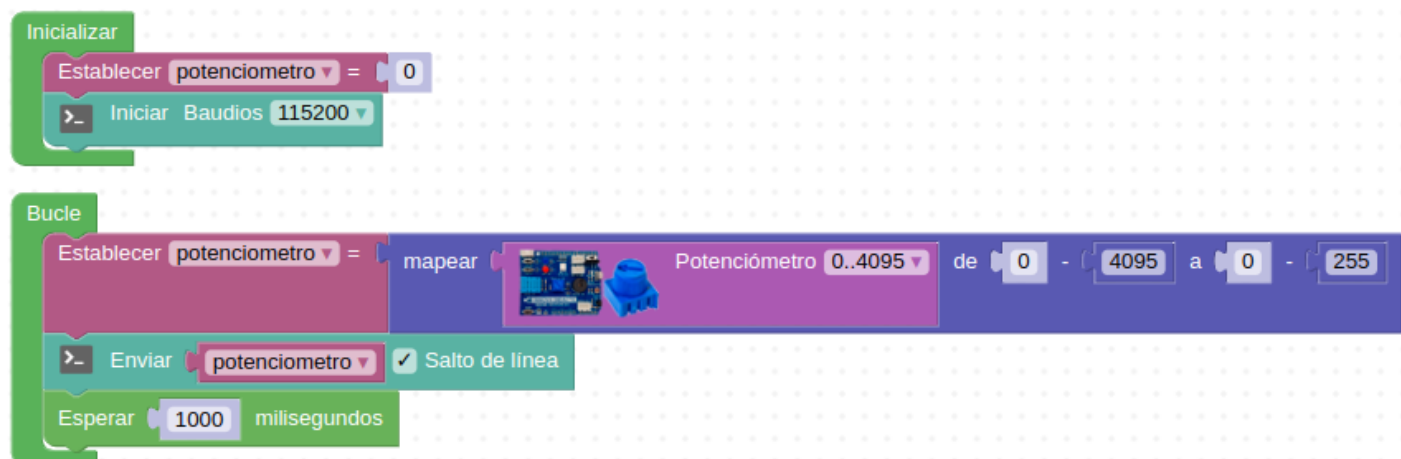 Inicializar
Establecer potenciometro = 0
>_ Iniciar Baudios 115200
Bucle
Establecer potenciometro = mapear Potenciómetro 0..4095 de 0 - 4095 a 0 - 255
>_ Enviar potenciometro ✓ Salto de línea
Esperar 1000 milisegundos